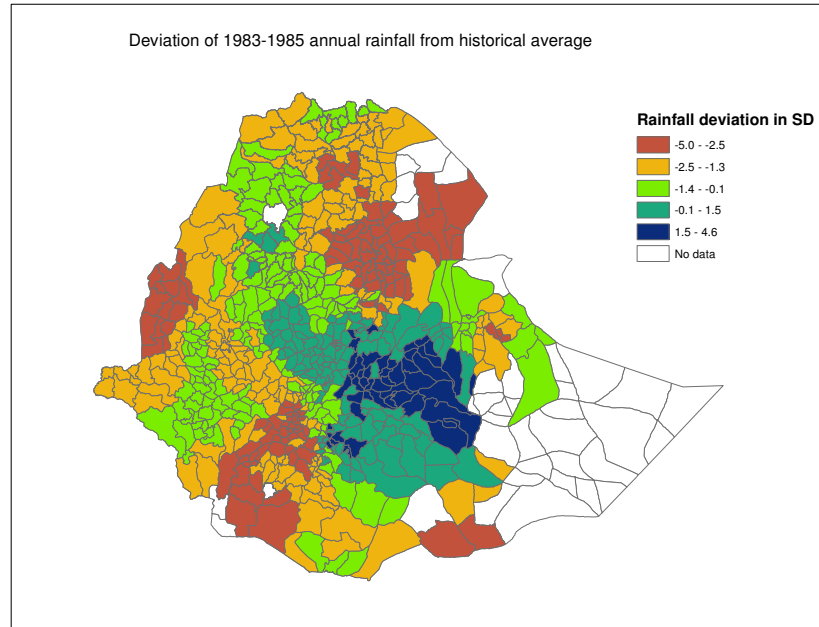 Deviation of 1983-1985 annual rainfall from historical average
Rainfall deviation in SD
-5.0 - -2.5
-2.5 - -1.3
-1.4 - -0.1
-0.1 - 1.5
1.5 - 4.6
No data